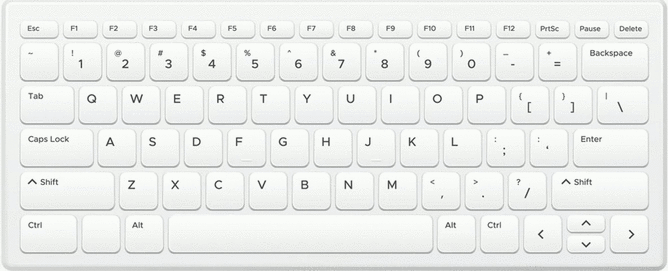 Esc F1 F2 F3 F4 F5 F6 F7 F8 F9 F10 F11 F12 PrtSc Pause Delete
~ ! 1 @ 2 # 3 $ 4 % 5 ^ 6 & 7 * 8 ( 9 ) 0 _ - + = Backspace
Tab Q W E R T Y U I O P { [ } ] | \
Caps Lock A S D F G H J K L : ; : ‘ Enter
^ Shift Z X C V B N M < , > . ? / ^ Shift
Ctrl Alt Alt Ctrl